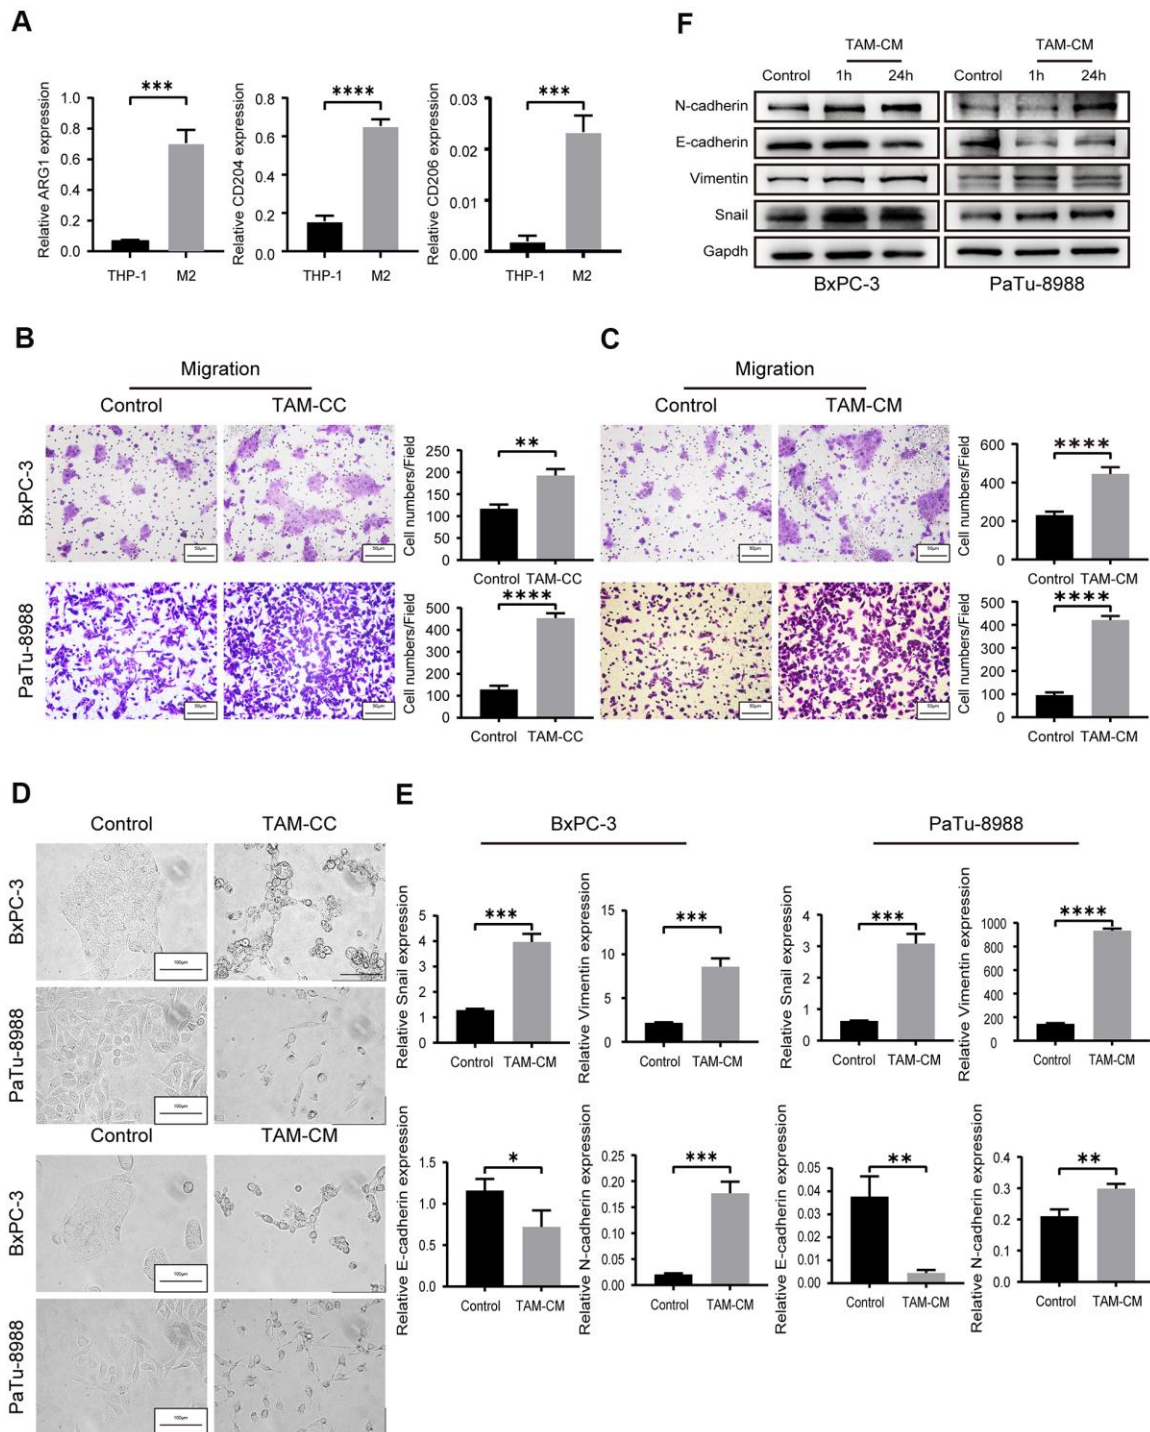 A
Relative ARG1 expression
1.0
0.8
0.6
0.4
0.2
0.0
***
THP-1 M2
Relative CD204 expression
0.8
0.6
0.4
0.2
0.0
****
THP-1 M2
Relative CD206 expression
0.03
0.02
0.01
0.00
***
THP-1 M2
F
TAM-CM
TAM-CM
Control 1h 24h
Control 1h 24h
N-cadherin
E-cadherin
Vimentin
Snail
Gapdh
BxPC-3
PaTu-8988
B
Migration
Control TAM-CC
BxPC-3
50μm
50μm
Cell numbers/Field
250
200
150
100
50
0
**
Control TAM-CC
PaTu-8988
50μm
50μm
Cell numbers/Field
500
400
300
200
100
0
****
Control TAM-CC
C
Migration
Control TAM-CM
50μm
50μm
Cell numbers/Field
600
400
200
0
****
Control TAM-CM
50μm
50μm
Cell numbers/Field
500
400
300
200
100
0
****
Control TAM-CM
D
Control TAM-CC
BxPC-3
100μm
PaTu-8988
100μm
Control TAM-CM
BxPC-3
100μm
PaTu-8988
100μm
E
BxPC-3
PaTu-8988
Relative Snail expression
5
4
3
2
1
0
***
Control TAM-CM
Relative Vimentin expression
15
10
5
0
***
Control TAM-CM
Relative Snail expression
4
3
2
1
0
***
Control TAM-CM
Relative Vimentin expression
1000
800
600
400
200
0
****
Control TAM-CM
Relative E-cadherin expression
1.5
1.0
0.5
0.0
*
Control TAM-CM
Relative N-cadherin expression
0.25
0.20
0.15
0.10
0.05
0.00
***
Control TAM-CM
Relative E-cadherin expression
0.05
0.04
0.03
0.02
0.01
0.00
**
Control TAM-CM
Relative N-cadherin expression
0.4
0.3
0.2
0.1
0.0
**
Control TAM-CM